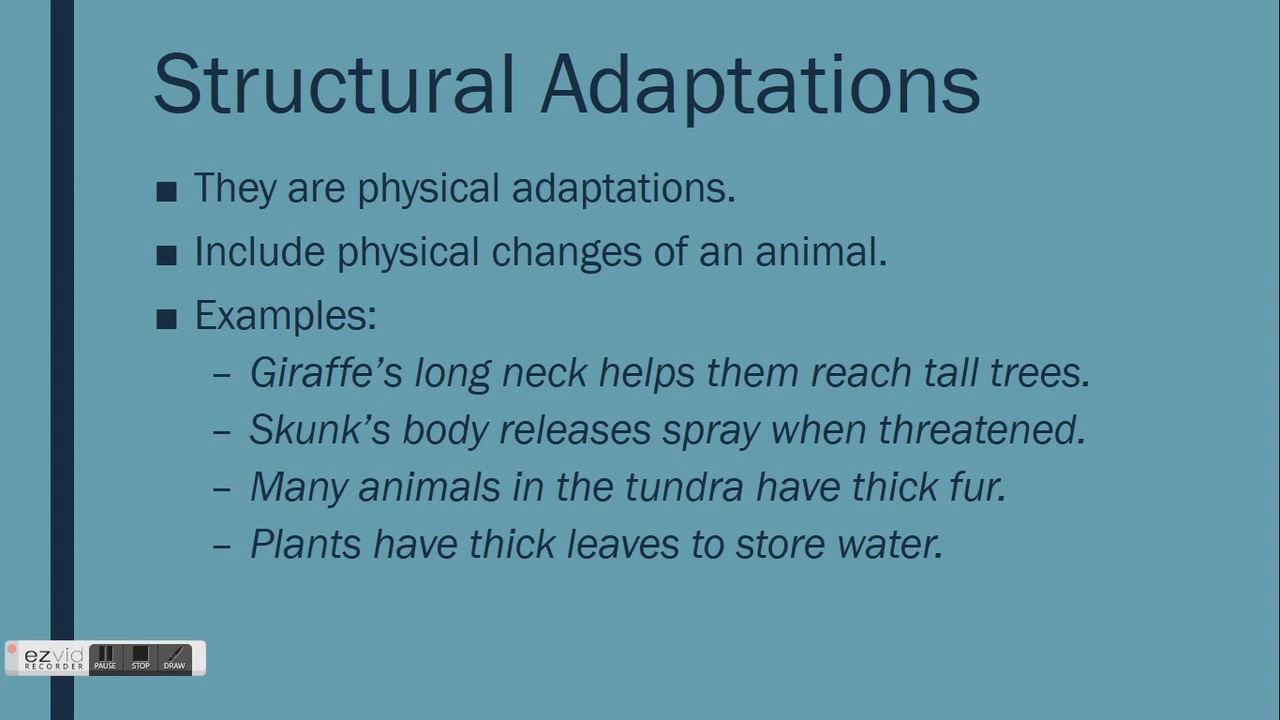 Structural Adaptations
■ They are physical adaptations.
■ Include physical changes of an animal.
■ Examples:
– Giraffe’s long neck helps them reach tall trees.
– Skunk’s body releases spray when threatened.
– Many animals in the tundra have thick fur.
– Plants have thick leaves to store water.
ezvid
RECORDER
PAUSE STOP DRAW